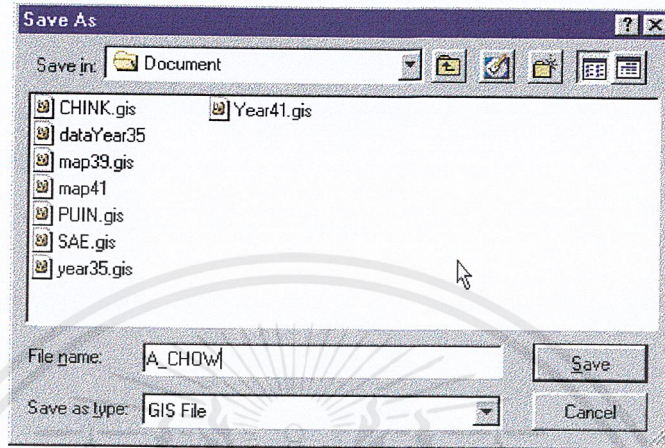 Save As
Save in: Document
CHINK.gis
dataYear35
map39.gis
map41
PUIN.gis
SAE.gis
year35.gis
Year41.gis
File name: A_CHOW
Save
Save as type: GIS File
Cancel